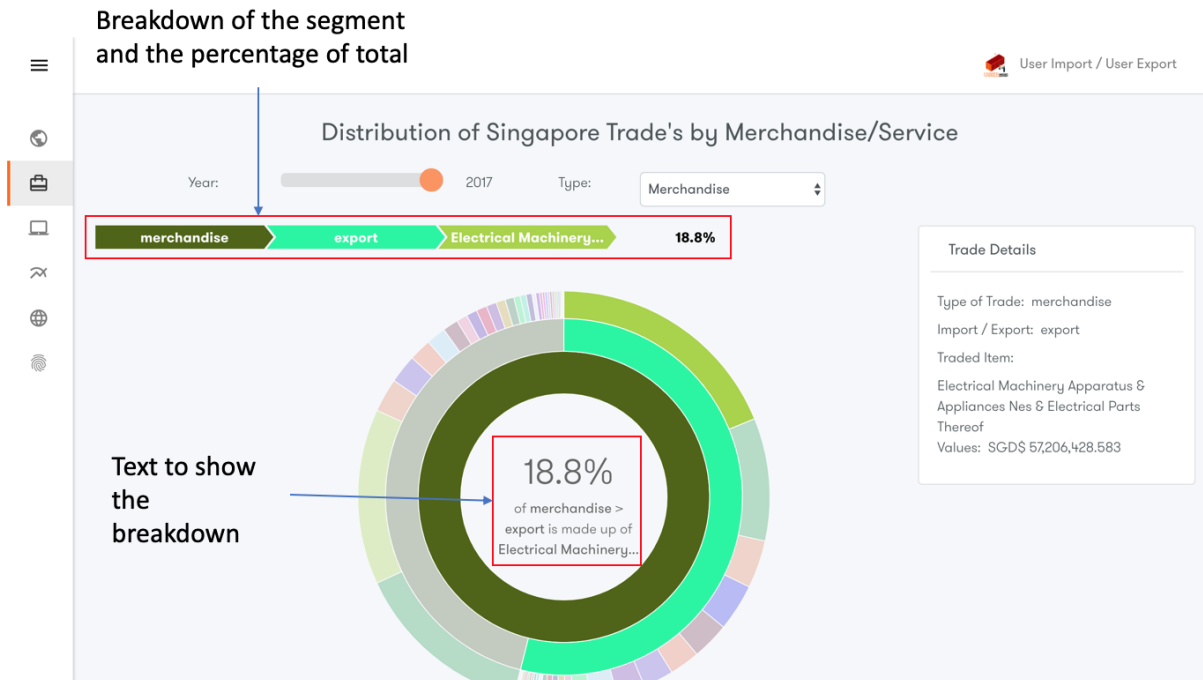 Breakdown of the segment
and the percentage of total
User Import / User Export
Distribution of Singapore Trade's by Merchandise/Service
Year:
2017
Type:
Merchandise
merchandise
export
Electrical Machinery...
18.8%
Trade Details
Type of Trade: merchandise
Import / Export: export
Traded Item:
Electrical Machinery Apparatus &
Appliances Nes & Electrical Parts
Thereof
Values: SGD$ 57,206,428.583
Text to show
the
breakdown
18.8%
of merchandise >
export is made up of
Electrical Machinery...